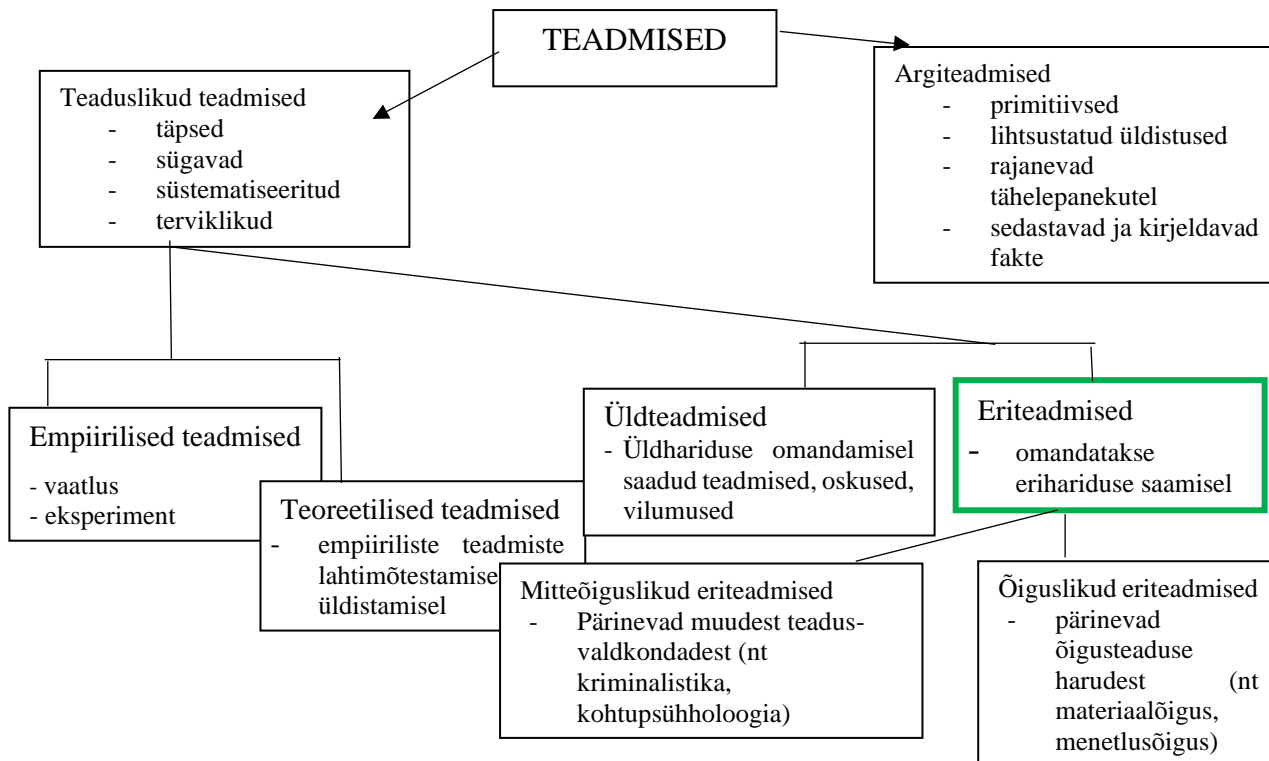 TEADMISED
Teaduslikud teadmised
- täpsed
- sügavad
- süstematiseeritud
- terviklikud
Argiteadmised
- primitiivsed
- lihtsustatud üldistused
- rajanevad
tähelepanekutel
- sedastavad ja kirjeldavad
fakte
Empiirilised teadmised
- vaatlus
- eksperiment
Teoreetilised teadmised
- empiiriliste teadmiste
lahtimõtestamise
üldistamisel
Üldteadmised
- Üldhariduse omandamisel
saadud teadmised, oskused,
vilumused
Eriteadmised
- omandatakse
erihariduse saamisel
Mitteõiguslikud eriteadmised
- Pärinevad muudest teadus-
valdkondadest (nt
kriminalistika,
kohtupsühholoogia)
Õiguslikud eriteadmised
- pärinevad
õigusteaduse
harudest (nt
materiaalõigus,
menetlusõigus)